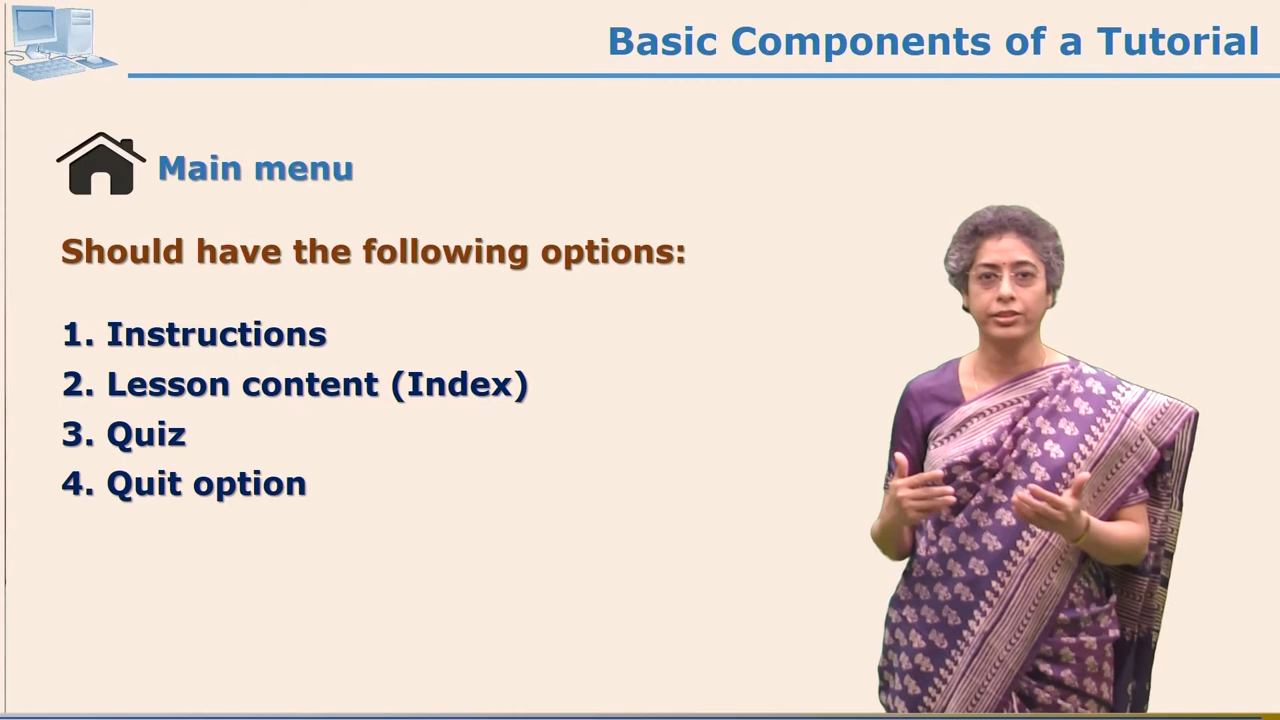 Basic Components of a Tutorial
Main menu
Should have the following options:
1. Instructions
2. Lesson content (Index)
3. Quiz
4. Quit option